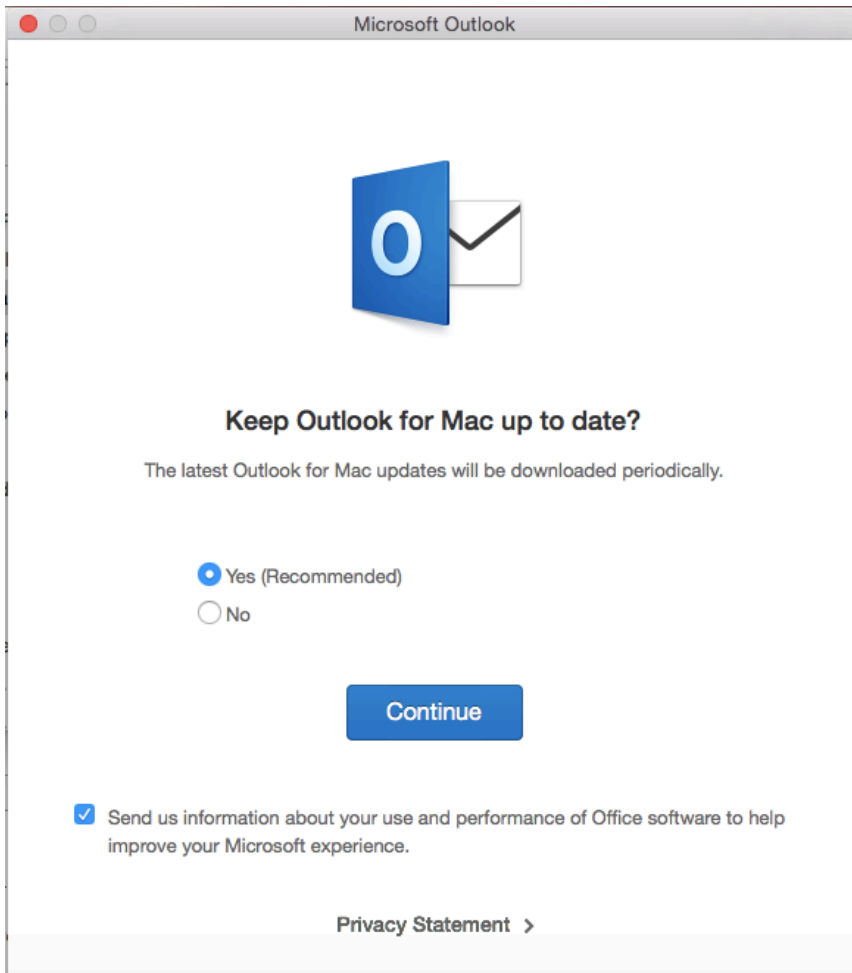 Microsoft Outlook
O
Keep Outlook for Mac up to date?
The latest Outlook for Mac updates will be downloaded periodically.
Yes (Recommended)
No
Continue
Send us information about your use and performance of Office software to help
improve your Microsoft experience.
Privacy Statement >